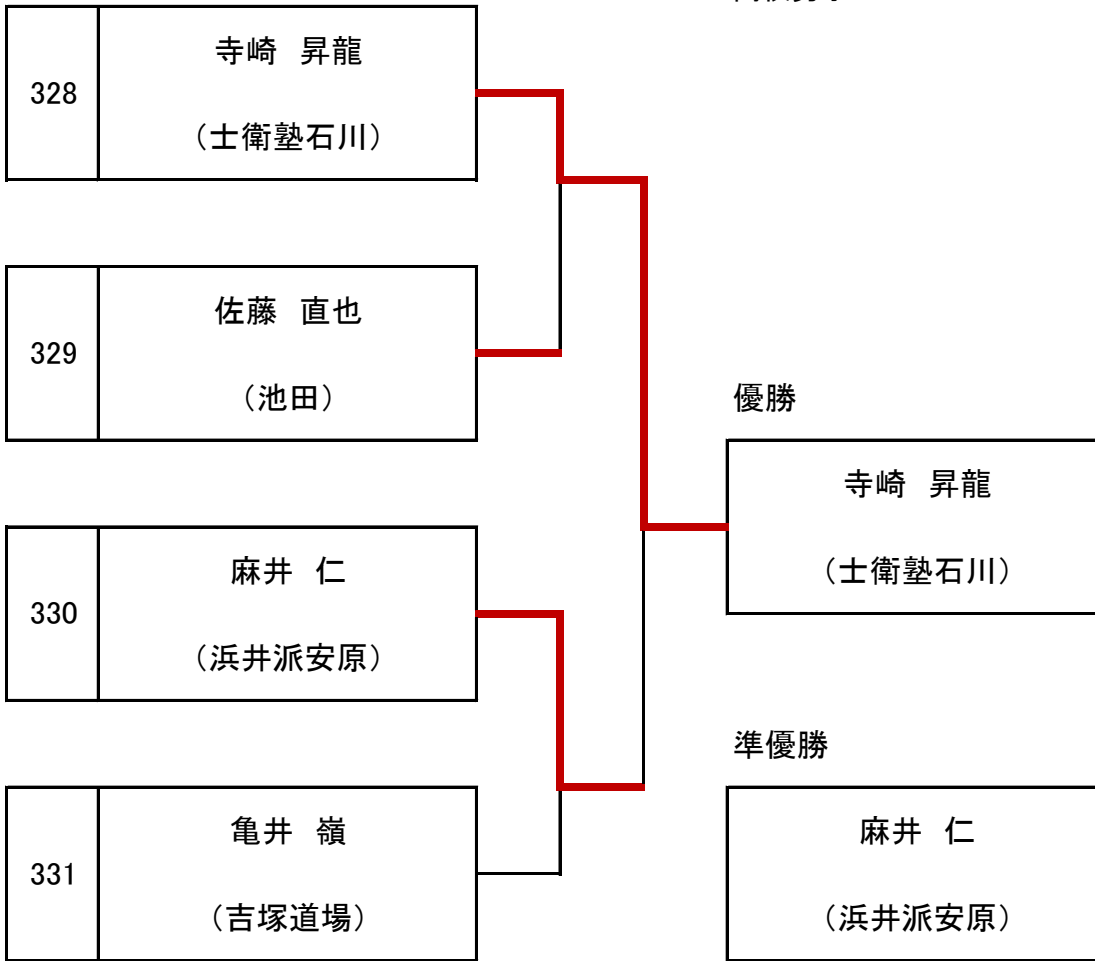 328
寺崎　昇龍
（士衛塾石川）
329
佐藤　直也
（池田）
優勝
寺崎　昇龍
（士衛塾石川）
330
麻井　仁
（浜井派安原）
準優勝
331
亀井　嶺
（吉塚道場）
麻井　仁
（浜井派安原）